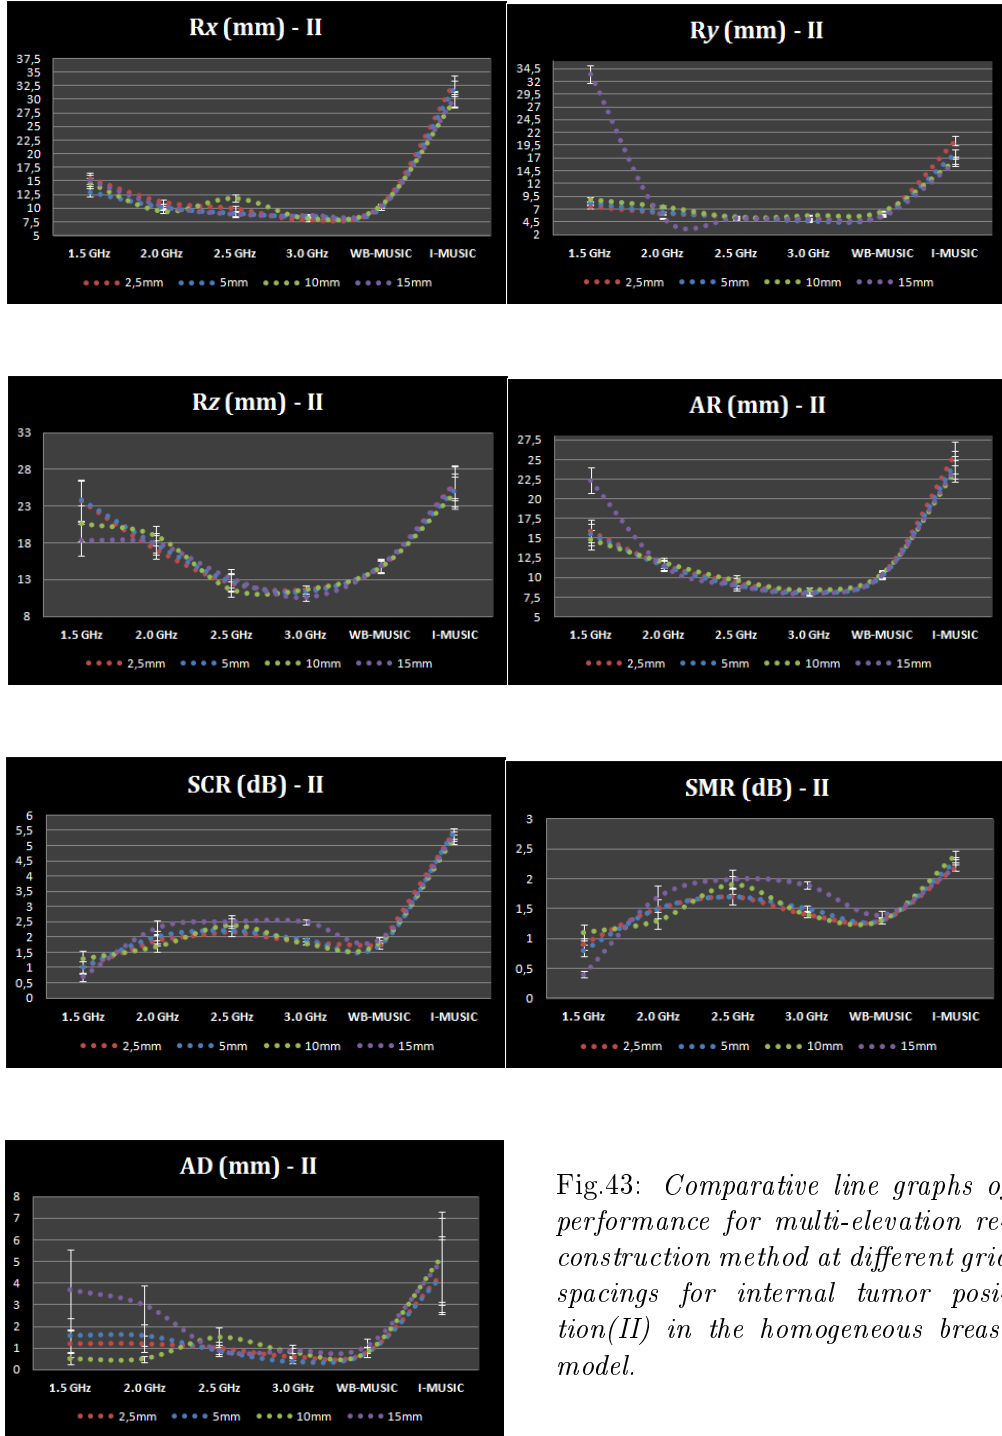 Rx (mm) - II
37,5
35
32,5
30
27,5
25
22,5
20
17,5
15
12,5
10
7,5
5
1.5 GHz 2.0 GHz 2.5 GHz 3.0 GHz WB-MUSIC I-MUSIC
2,5mm 5mm 10mm 15mm
Ry (mm) - II
34,5
32
29,5
27
24,5
22
19,5
17
14,5
12
9,5
7
4,5
2
1.5 GHz 2.0 GHz 2.5 GHz 3.0 GHz WB-MUSIC I-MUSIC
2,5mm 5mm 10mm 15mm
Rz (mm) - II
33
28
23
18
13
8
1.5 GHz 2.0 GHz 2.5 GHz 3.0 GHz WB-MUSIC I-MUSIC
2,5mm 5mm 10mm 15mm
AR (mm) - II
27,5
25
22,5
20
17,5
15
12,5
10
7,5
5
1.5 GHz 2.0 GHz 2.5 GHz 3.0 GHz WB-MUSIC I-MUSIC
2,5mm 5mm 10mm 15mm
SCR (dB) - II
6
5,5
5
4,5
4
3,5
3
2,5
2
1,5
1
0,5
0
1.5 GHz 2.0 GHz 2.5 GHz 3.0 GHz WB-MUSIC I-MUSIC
2,5mm 5mm 10mm 15mm
SMR (dB) - II
3
2,5
2
1,5
1
0,5
0
1.5 GHz 2.0 GHz 2.5 GHz 3.0 GHz WB-MUSIC I-MUSIC
2,5mm 5mm 10mm 15mm
AD (mm) - II
8
7
6
5
4
3
2
1
0
1.5 GHz 2.0 GHz 2.5 GHz 3.0 GHz WB-MUSIC I-MUSIC
2,5mm 5mm 10mm 15mm
Fig.43: Comparative line graphs o
performance for multi-elevation re-
construction method at different grid
spacings for internal tumor posi-
tion(II) in the homogeneous breas
model.